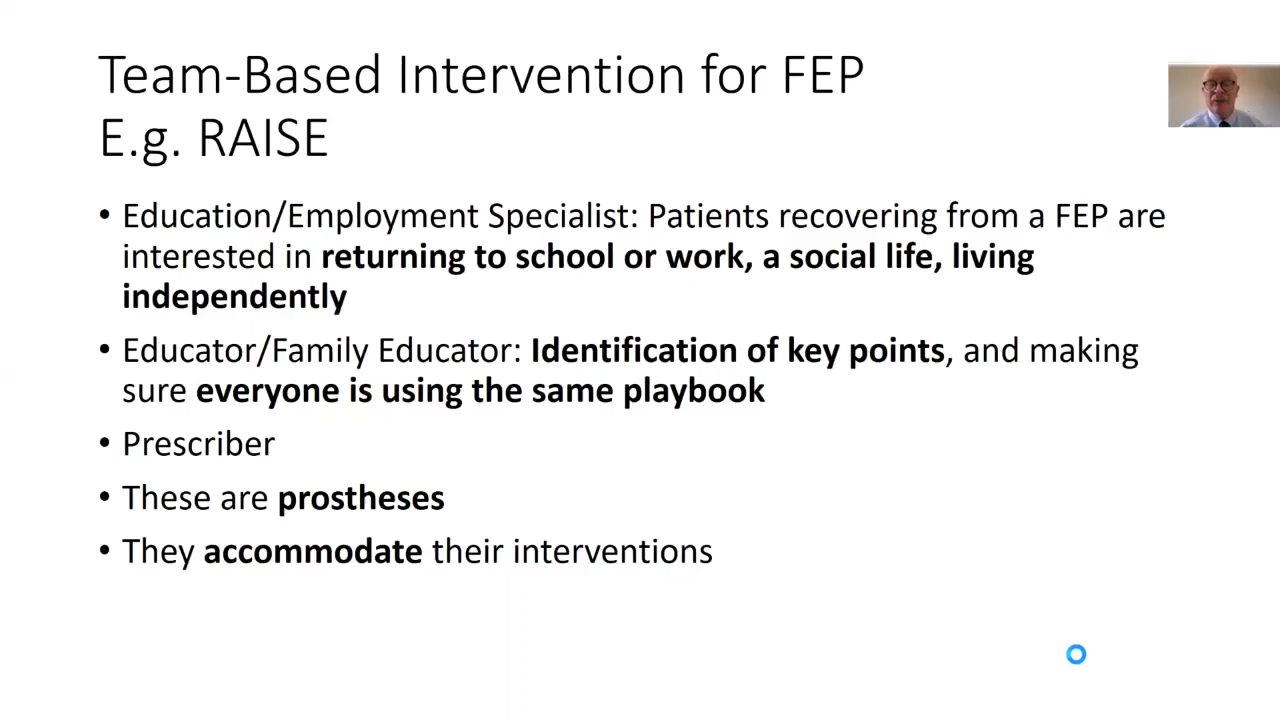 Team-Based Intervention for FEP
E.g. RAISE
• Education/Employment Specialist: Patients recovering from a FEP are
interested in returning to school or work, a social life, living
independently
• Educator/Family Educator: Identification of key points, and making
sure everyone is using the same playbook
• Prescriber
• These are prostheses
• They accommodate their interventions